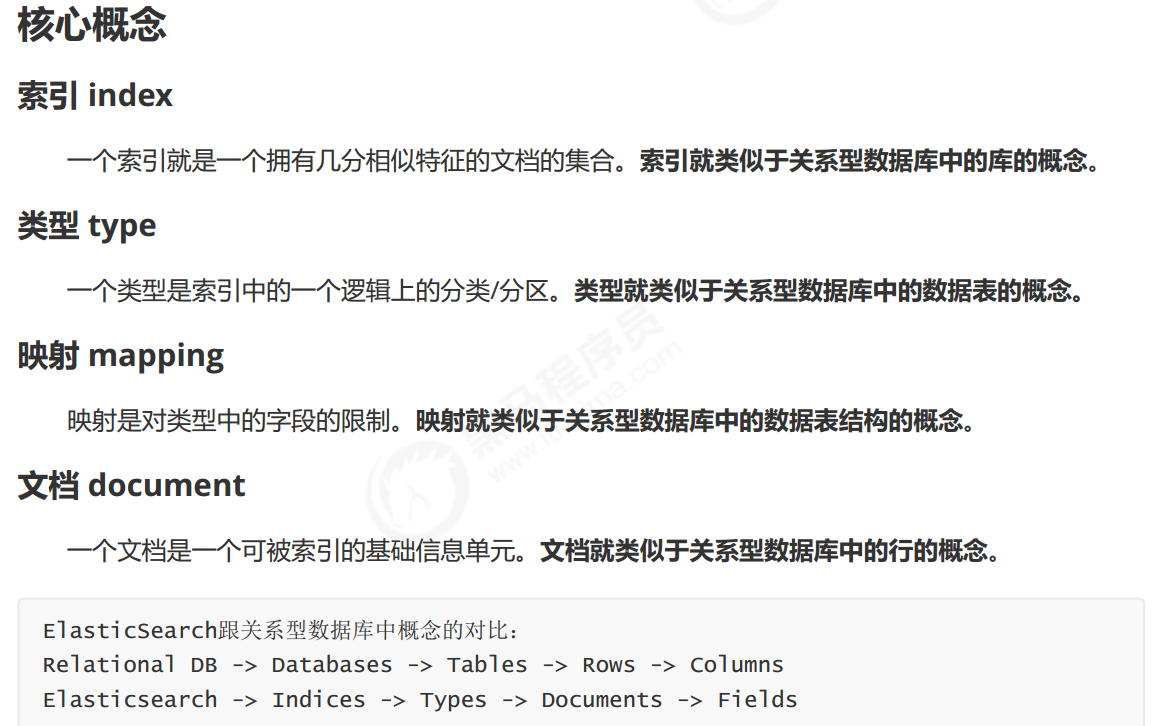 核心概念
索引 index
一个索引就是一个拥有几分相似特征的文档的集合。索引就类似于关系型数据库中的库的概念。
类型 type
一个类型是索引中的一个逻辑上的分类/分区。类型就类似于关系型数据库中的数据表的概念。
映射 mapping
映射是对类型中的字段的限制。映射就类似于关系型数据库中的数据表结构的概念。
文档 document
一个文档是一个可被索引的基础信息单元。文档就类似于关系型数据库中的行的概念。
ElasticSearch跟关系型数据库中概念的对比：
Relational DB -> Databases -> Tables -> Rows -> Columns
Elasticsearch -> Indices -> Types -> Documents -> Fields